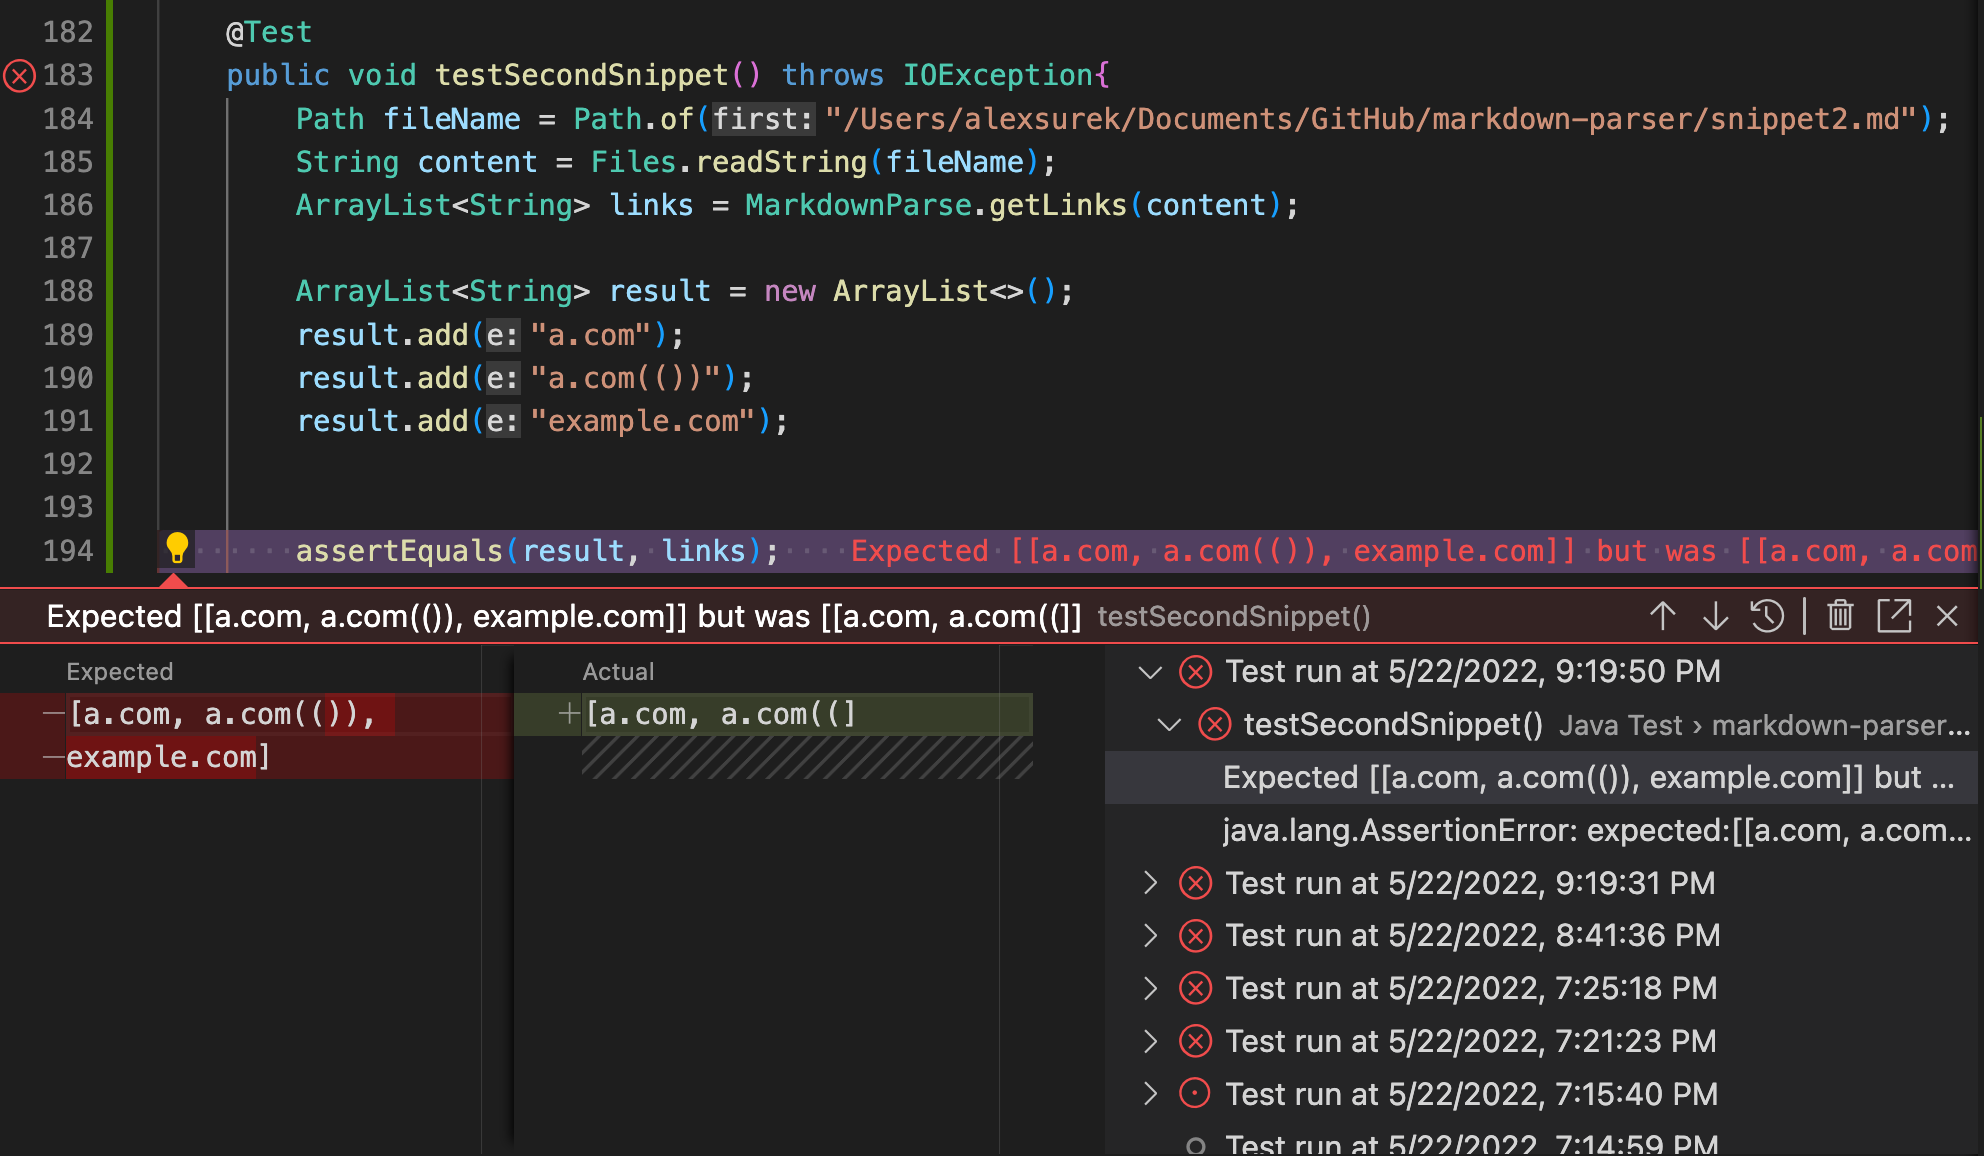 182 @Test
183 public void testSecondSnippet() throws IOException{
184 Path fileName = Path.of(first: "/Users/alexsurek/Documents/GitHub/markdown-parser/snippet2.md");
185 String content = Files.readString(fileName);
186 ArrayList<String> links = MarkdownParse.getLinks(content);
187
188 ArrayList<String> result = new ArrayList<>();
189 result.add(e: "a.com");
190 result.add(e: "a.com(())");
191 result.add(e: "example.com");
192
193
194 assertEquals(result, links); Expected [[a.com, a.com(()), example.com]] but was [[a.com, a.com
Expected [[a.com, a.com(()), example.com]] but was [[a.com, a.com((]] testSecondSnippet()
Expected
[a.com, a.com(()),
example.com]
Actual
[a.com, a.com((]
Test run at 5/22/2022, 9:19:50 PM
testSecondSnippet() Java Test › markdown-parser...
Expected [[a.com, a.com(()), example.com]] but ...
java.lang.AssertionError: expected:[[a.com, a.com...
Test run at 5/22/2022, 9:19:31 PM
Test run at 5/22/2022, 8:41:36 PM
Test run at 5/22/2022, 7:25:18 PM
Test run at 5/22/2022, 7:21:23 PM
Test run at 5/22/2022, 7:15:40 PM
Test run at 5/22/2022, 7:14:59 PM